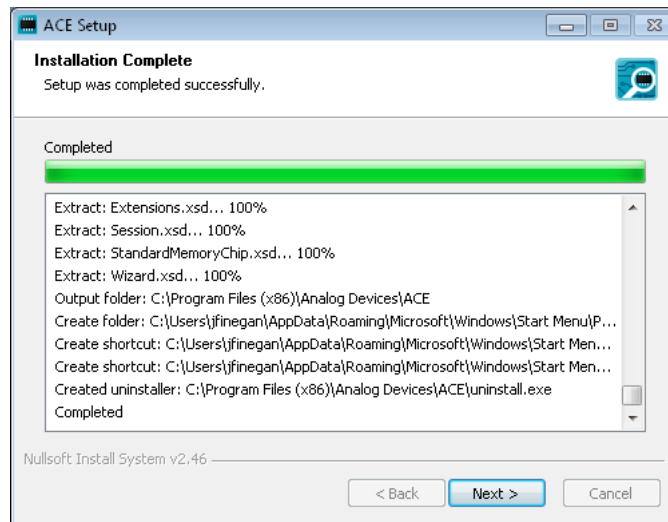 ACE Setup
Installation Complete
Setup was completed successfully.
Completed
Extract: Extensions.xsd... 100%
Extract: Session.xsd... 100%
Extract: StandardMemoryChip.xsd... 100%
Extract: Wizard.xsd... 100%
Output folder: C:\Program Files (x86)\Analog Devices\ACE
Create folder: C:\Users\jfinegan\AppData\Roaming\Microsoft\Windows\Start Menu\P...
Create shortcut: C:\Users\jfinegan\AppData\Roaming\Microsoft\Windows\Start Men...
Create shortcut: C:\Users\jfinegan\AppData\Roaming\Microsoft\Windows\Start Men...
Created uninstaller: C:\Program Files (x86)\Analog Devices\ACE\uninstall.exe
Completed
Nullsoft Install System v2.46
< Back Next > Cancel